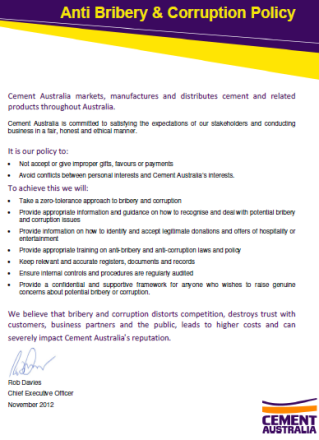 Anti Bribery & Corruption Policy
Cement Australia markets, manufactures and distributes cement and related
products throughout Australia.
Cement Australia is committed to satisfying the expectations of our stakeholders and conducting
business in a fair, honest and ethical manner.
It is our policy to:
• Not accept or give improper gifts, favours or payments
• Avoid conflicts between personal interests and Cement Australia's interests.
To achieve this we will:
• Take a zero-tolerance approach to bribery and corruption
• Provide appropriate information and guidance on how to recognise and deal with potential bribery
and corruption issues
• Provide information on how to identify and accept legitimate donations and offers of hospitality or
entertainment
• Provide appropriate training on anti-bribery and anti-corruption laws and policy
• Keep relevant and accurate registers, documents and records
• Ensure internal controls and procedures are regularly audited
• Provide a confidential and supportive framework for anyone who wishes to raise genuine
concerns about potential bribery or corruption.
We believe that bribery and corruption distorts competition, destroys trust with
customers, business partners and the public, leads to higher costs and can
severely impact Cement Australia's reputation.
Rob Davies
Chief Executive Officer
November 2012
CEMENT
AUSTRALIA